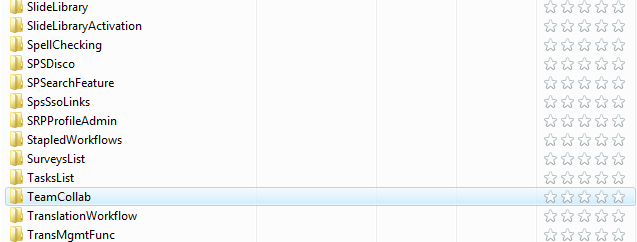 SlideLibrary
SlideLibraryActivation
SpellChecking
SPSDisco
SPSearchFeature
SpsSsoLinks
SRPProfileAdmin
StapledWorkflows
SurveysList
TasksList
TeamCollab
TranslationWorkflow
TransMgmtFunc